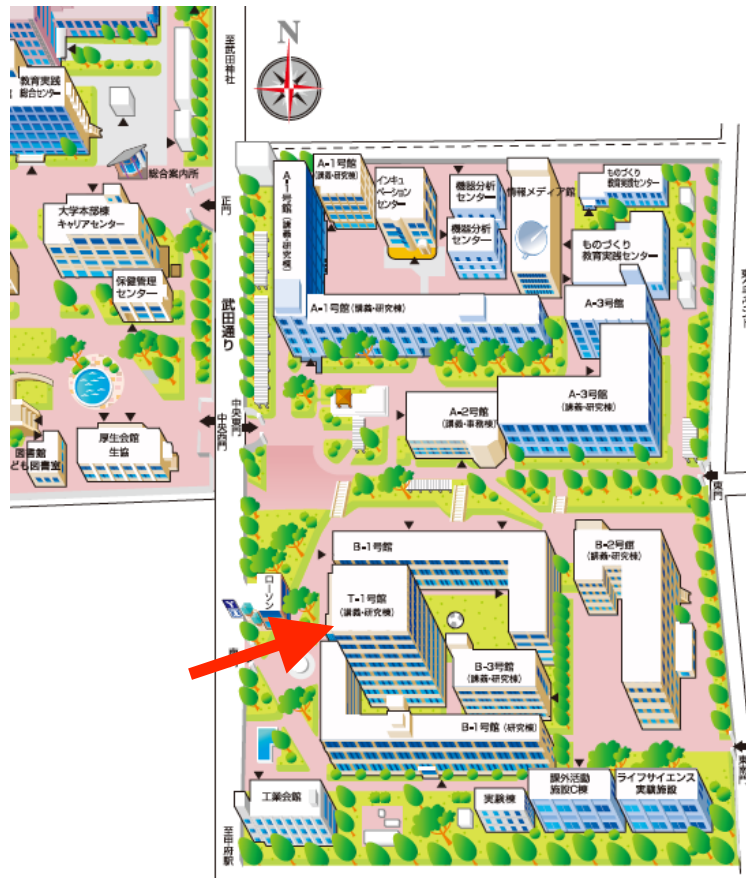 至武田神社
N
教育実践
総合センター
総合案内所
正門
大学本部棟
キャリアセンター
保健管理
センター
武田通り
A-1号館(講義・研究棟)
A-1号館
(講義・研究棟)
インキュ
ベーション
センター
機器分析
センター
機器分析
センター
情報メディア館
ものづくり
教育実践センター
ものづくり
教育実践センター
A-1号館(講義・研究棟)
A-3号館
A-3号館
(講義・研究棟)
A-2号館
(講義・事務棟)
中央東門
中央西門
厚生会館
生協
図書館
ども図書室
東門
B-1号館
B-2号館
(講義・研究棟)
ローソン
T-1号館
(講義・研究棟)
B-3号館
(講義・研究棟)
B-1号館(研究棟)
東南門
工業会館
実験棟
課外活動
施設C棟
ライフサイエンス
実験施設
至甲府駅